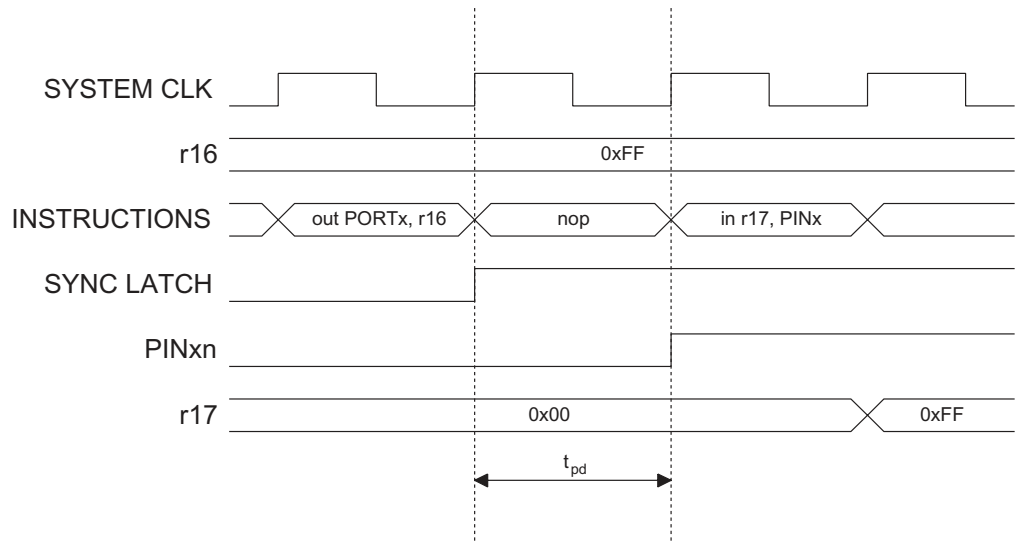 SYSTEM CLK
r16
0xFF
INSTRUCTIONS
out PORTx, r16
nop
in r17, PINx
SYNC LATCH
PINxn
r17
0x00
0xFF
tpd